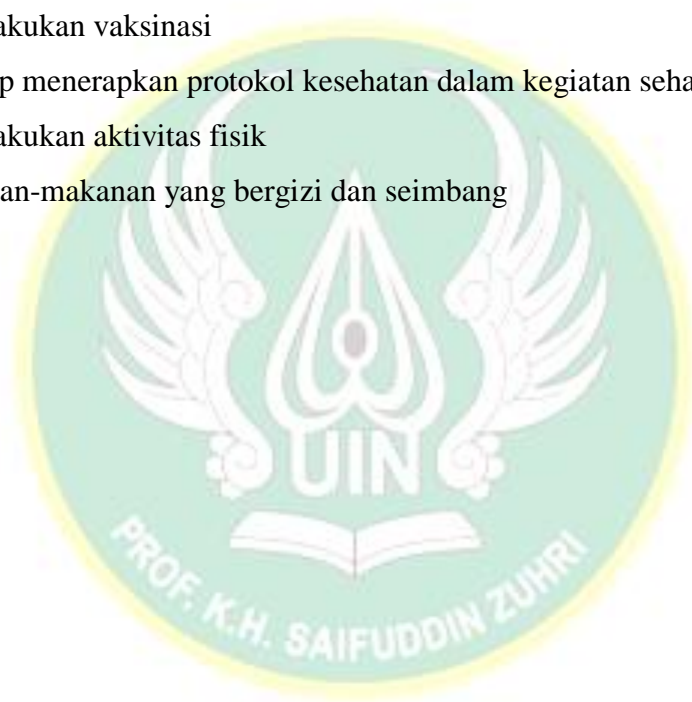 akukan vaksinasi
p menerapkan protokol kesehatan dalam kegiatan seha
akukan aktivitas fisik
an-makanan yang bergizi dan seimbang
UIN
PROF. K.H. SAIFUDDIN ZUHRI